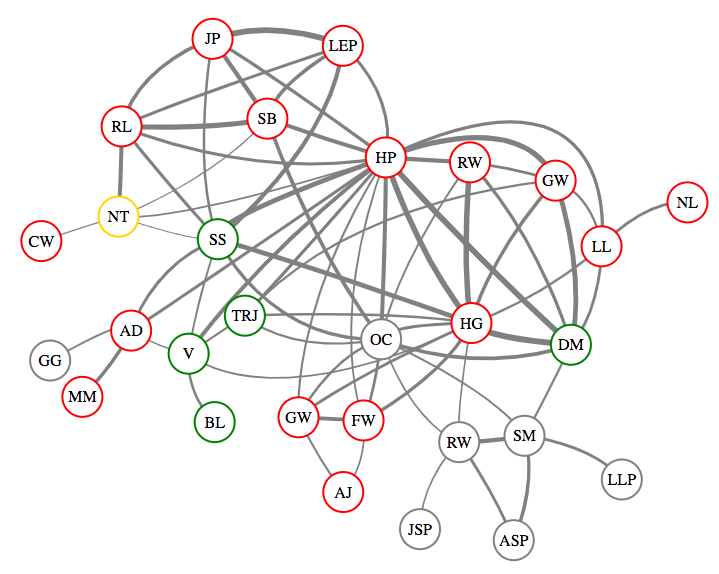 JP
LEP
SB
RL
HP
RW
GW
NL
NT
CW
SS
LL
TRJ
HG
AD
OC
DM
V
GG
MM
BL
GW
FW
RW
SM
LLP
AJ
JSP
ASP